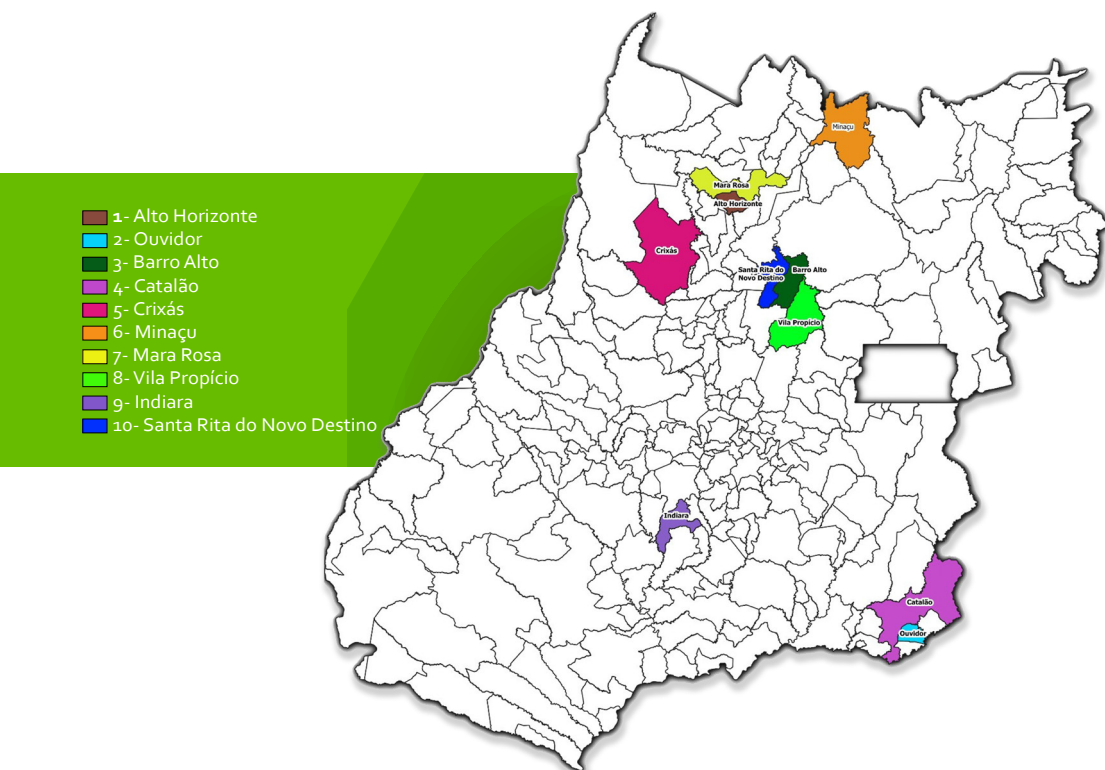 1- Alto Horizonte
2- Ouvidor
3- Barro Alto
4- Catalão
5- Crixás
6- Minaçu
7- Mara Rosa
8- Vila Propício
9- Indiara
10- Santa Rita do Novo Destino
Minaçu
Mara Rosa
Alto Horizonte
Crixás
Santa Rita do
Novo Destino
Barro Alto
Vila Propício
Indiara
Catalão
Ouvidor